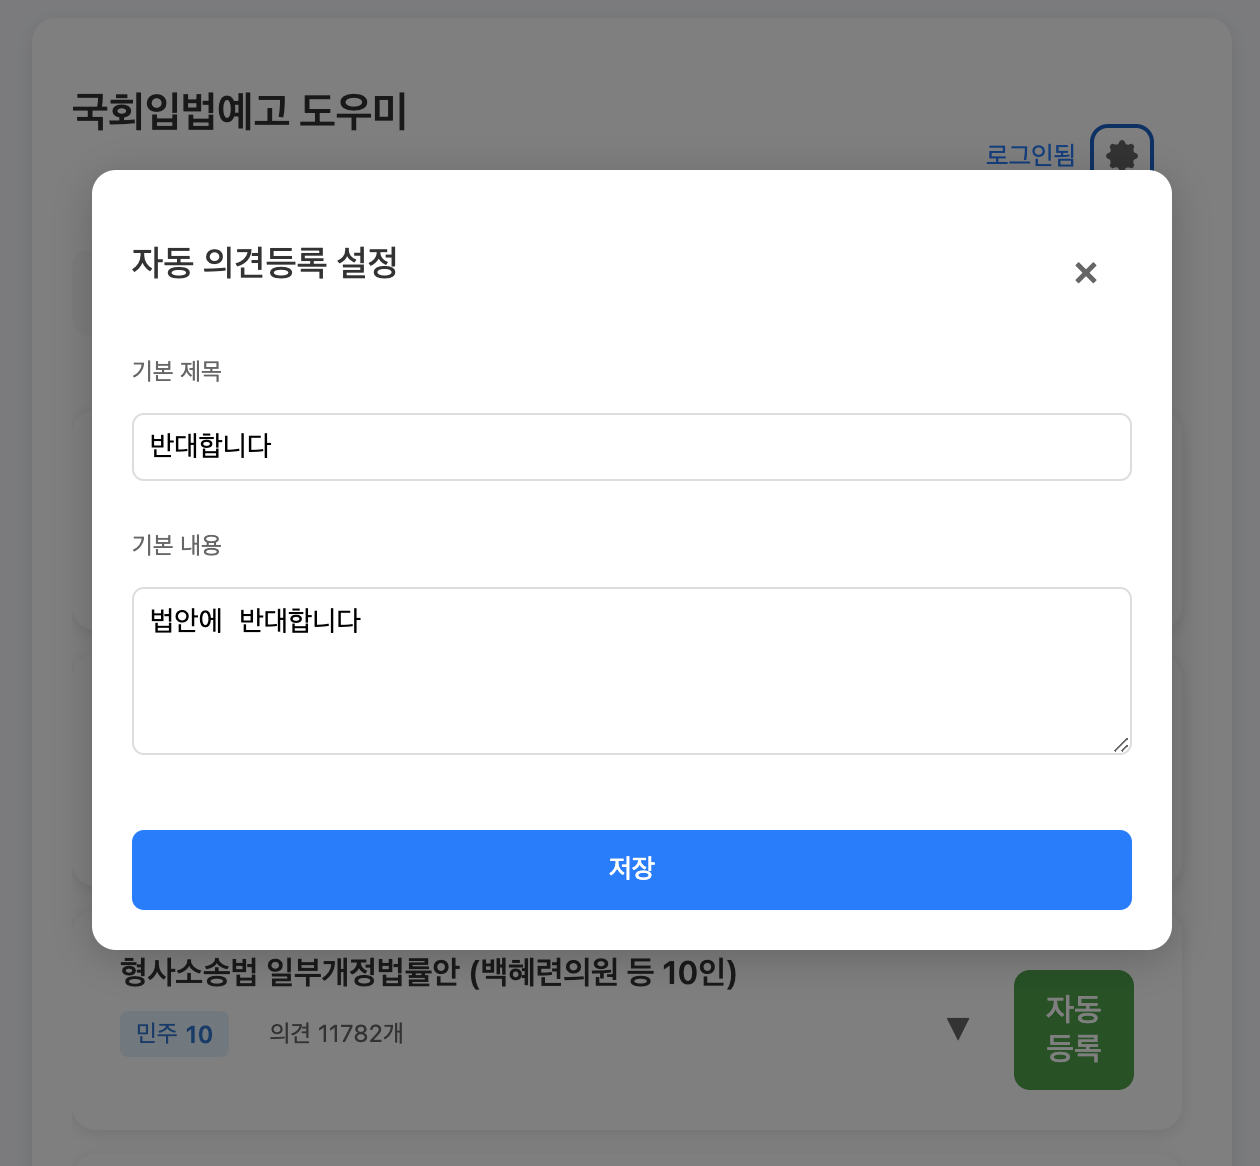 국회입법예고 도우미
로그인됨
자동 의견등록 설정
×
기본 제목
반대합니다
기본 내용
법안에 반대합니다
저장
형사소송법 일부개정법률안 (백혜련의원 등 10인)
민주 10 의견 11782개
▼
자동
등록